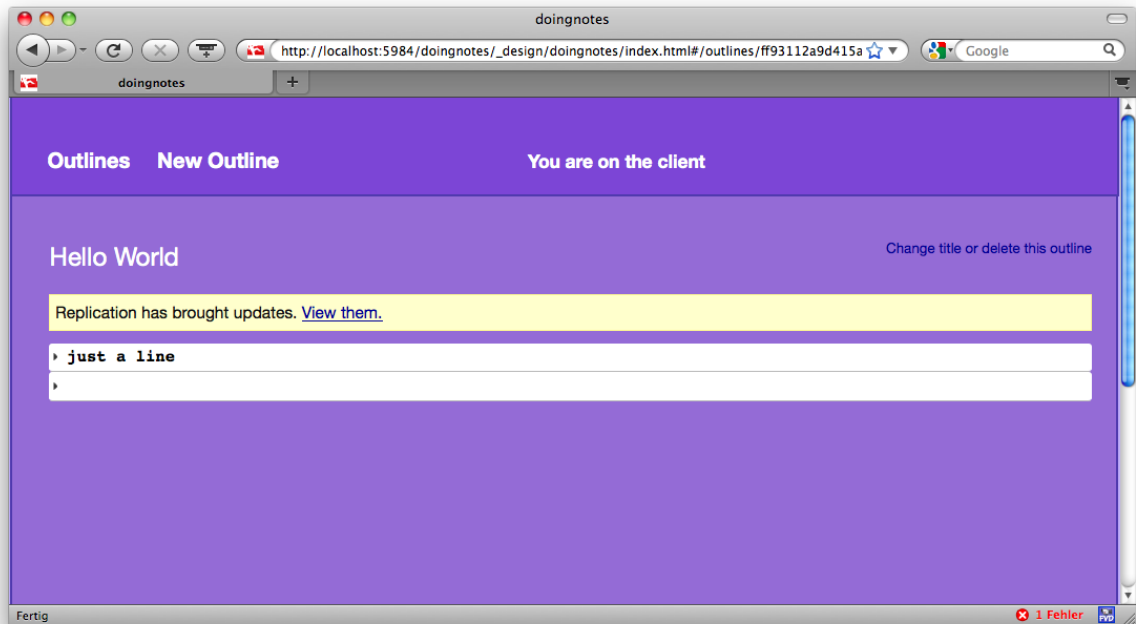 doingnotes
http://localhost:5984/doingnotes/_design/doingnotes/index.html#/outlines/ff93112a9d415a
Google
doingnotes
Outlines New Outline You are on the client
Hello World
Change title or delete this outline
Replication has brought updates. View them.
just a line
Fertig
1 Fehler
FVD